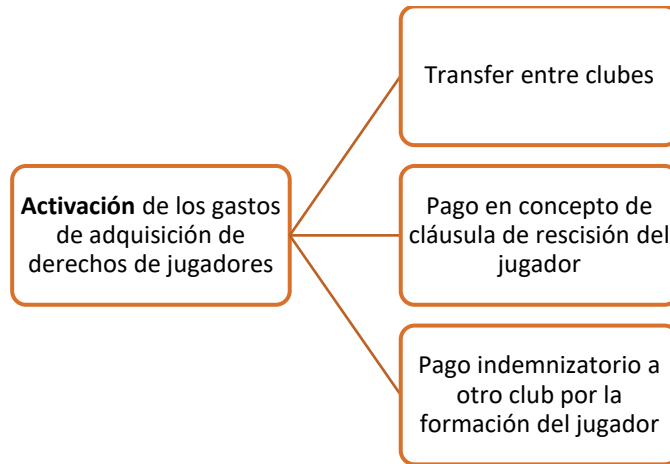 Activación de los gastos
de adquisición de
derechos de jugadores
Transfer entre clubes
Pago en concepto de
cláusula de rescisión del
jugador
Pago indemnizatorio a
otro club por la
formación del jugador